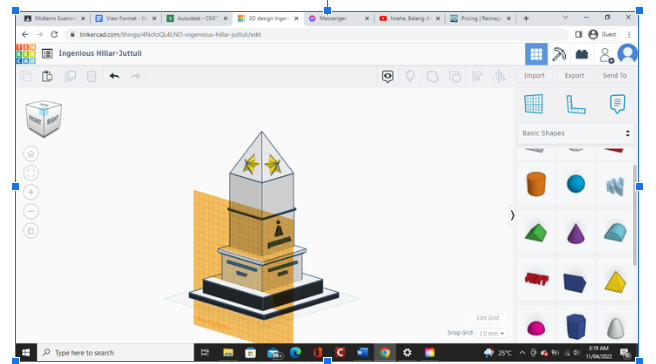 Midterm Examin
View Format - G
Autodesk - CNET
3D design Ingen
Messenger
Imahe, Balang A
Pricing | Reimag
tinkercad.com/things/4NcfoQL4LNO-ingenious-hillar-juttuli/edit
Guest
TIN
KER
CAD
Ingenious Hillar-Juttuli
Import
Export
Send To
FRONT
RIGHT
Basic Shapes
Edit Grid
Snap Grid
1.0 mm
Type here to search
99+
25°C
3:19 AM
11/04/2022